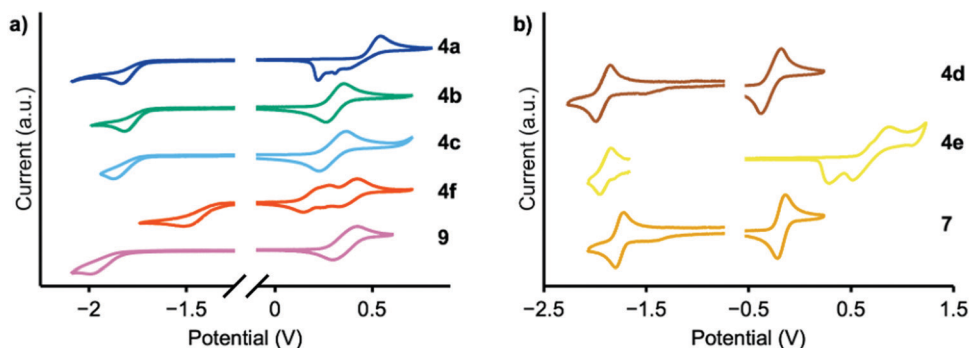 a)
4a
4b
4c
4f
9
Current (a.u.)
−2
−1.5
0
0.5
Potential (V)
b)
4d
4e
7
Current (a.u.)
−2.5
−1.5
−0.5
0.5
1.5
Potential (V)